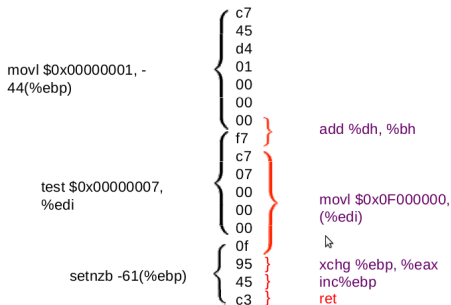 c7
45
d4
movl $0x00000001, -
44(%ebp)
01
00
00
00
f7
add %dh, %bh
c7
07
test $0x00000007,
%edi
00
00
00
movl $0x0F000000,
(%edi)
0f
95
xchg %ebp, %eax
setnzb -61(%ebp)
45
inc%ebp
c3
ret